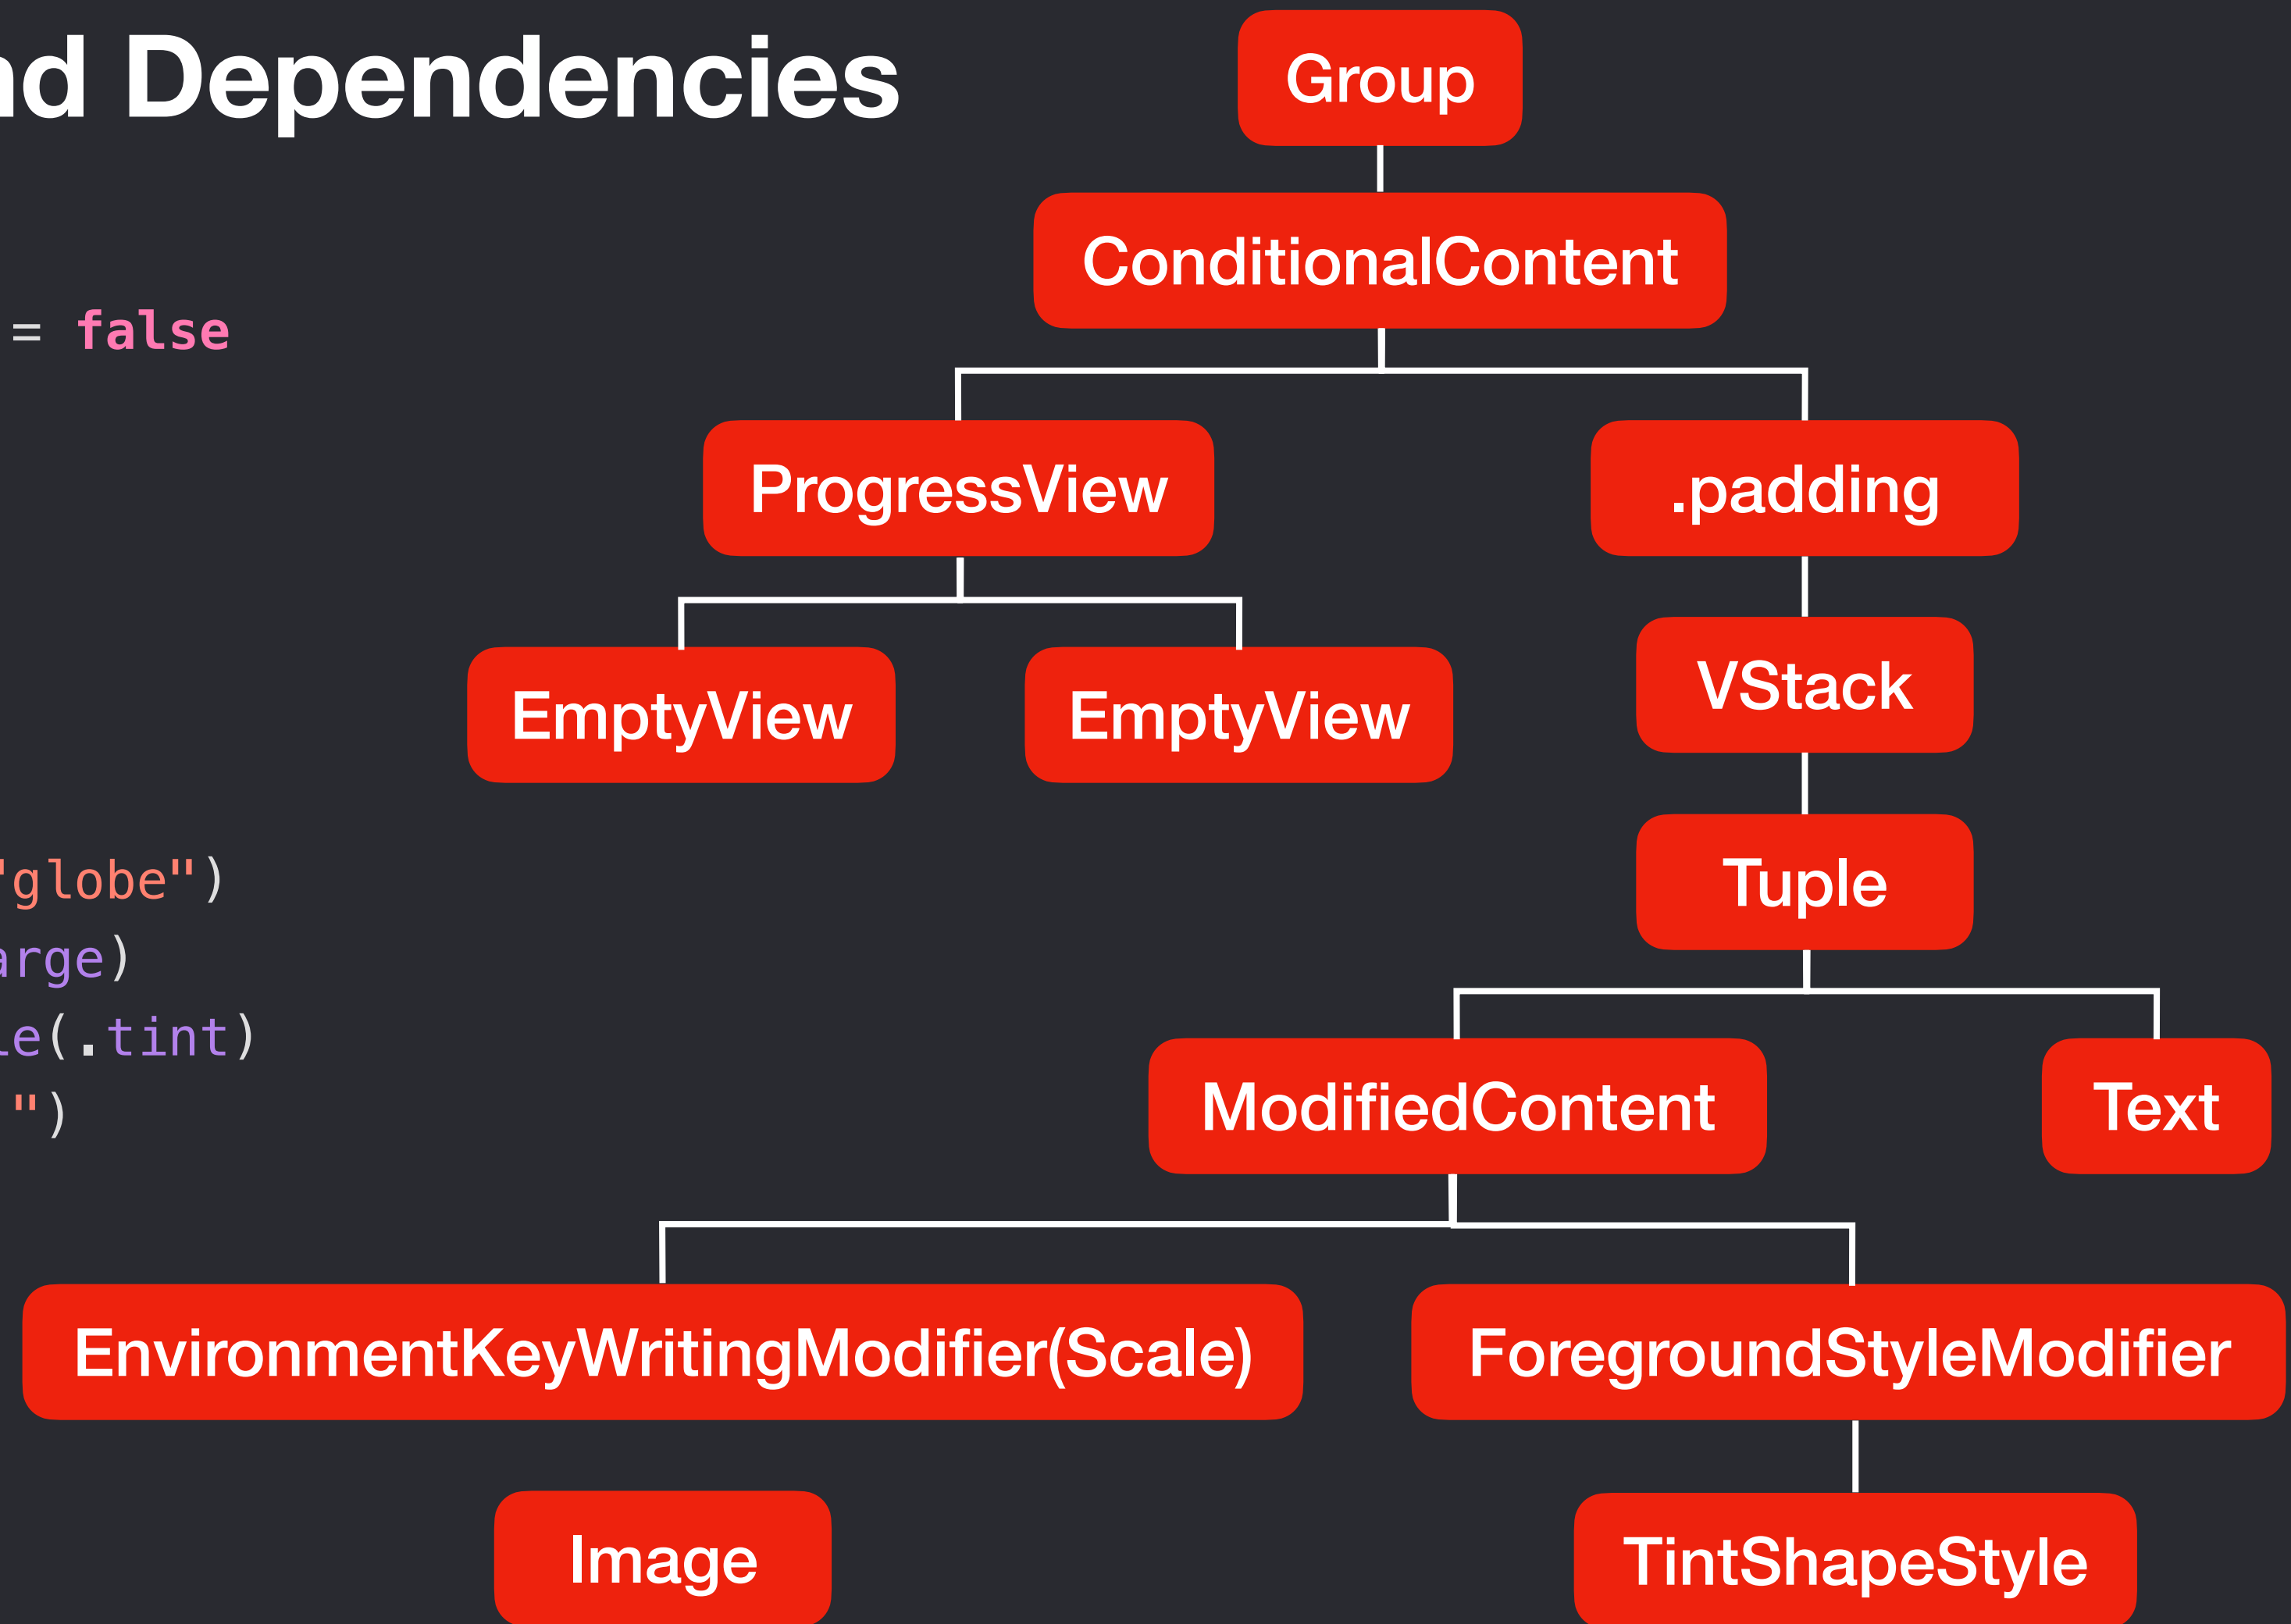 nd Dependencies
= false
"globe")
arge)
le(.tint)
")
Group
ConditionalContent
ProgressView
.padding
EmptyView
EmptyView
VStack
Tuple
ModifiedContent
Text
EnvironmentKeyWritingModifier(Scale)
ForegroundStyleModifier
Image
TintShapeStyle